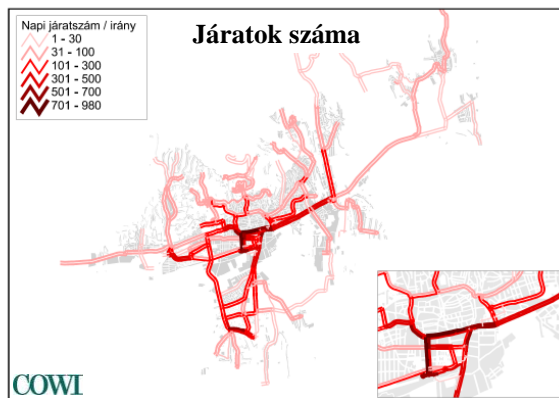 Járatok száma
Napi járatszám / irány
1 - 30
31 - 100
101 - 300
301 - 500
501 - 700
701 - 980
COWI